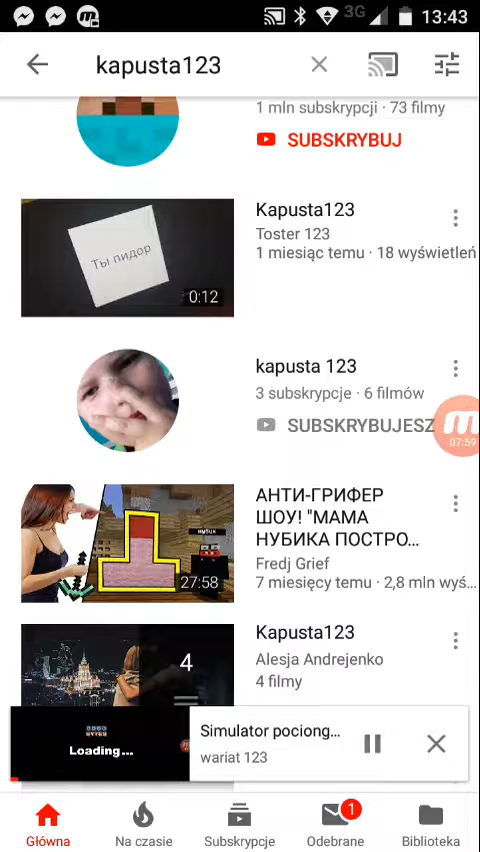 3G 13:43
kapusta123
1 mln subskrypcji · 73 filmy
SUBSKRYBUJ
Ты пидор
0:12
Kapusta123
Toster 123
1 miesiąc temu · 18 wyświetleń
kapusta 123
3 subskrypcje · 6 filmów
SUBSKRYBUJESZ
07:59
27:58
АНТИ-ГРИФЕР
ШОУ! "МАМА
НУБИКА ПОСТРО...
Fredj Grief
7 miesięcy temu · 2,8 mln wyś...
4
Kapusta123
Alesja Andrejenko
4 filmy
Loading...
Simulator pociong...
wariat 123
1
Główna
Na czasie
Subskrypcje
Odebrane
Biblioteka